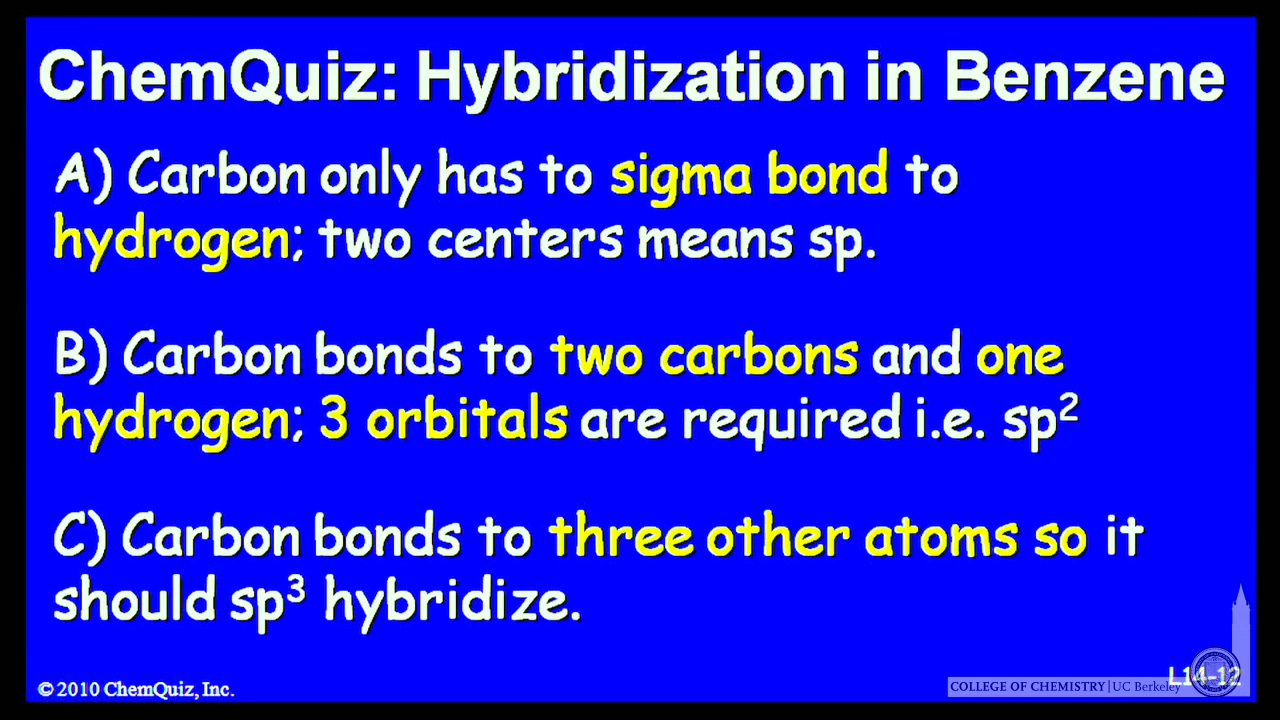 ChemQuiz: Hybridization in Benzene
A) Carbon only has to sigma bond to
hydrogen; two centers means sp.
B) Carbon bonds to two carbons and one
hydrogen; 3 orbitals are required i.e. sp²
C) Carbon bonds to three other atoms so it
should sp³ hybridize.
© 2010 ChemQuiz, Inc.
L14-12
COLLEGE OF CHEMISTRY | UC Berkeley